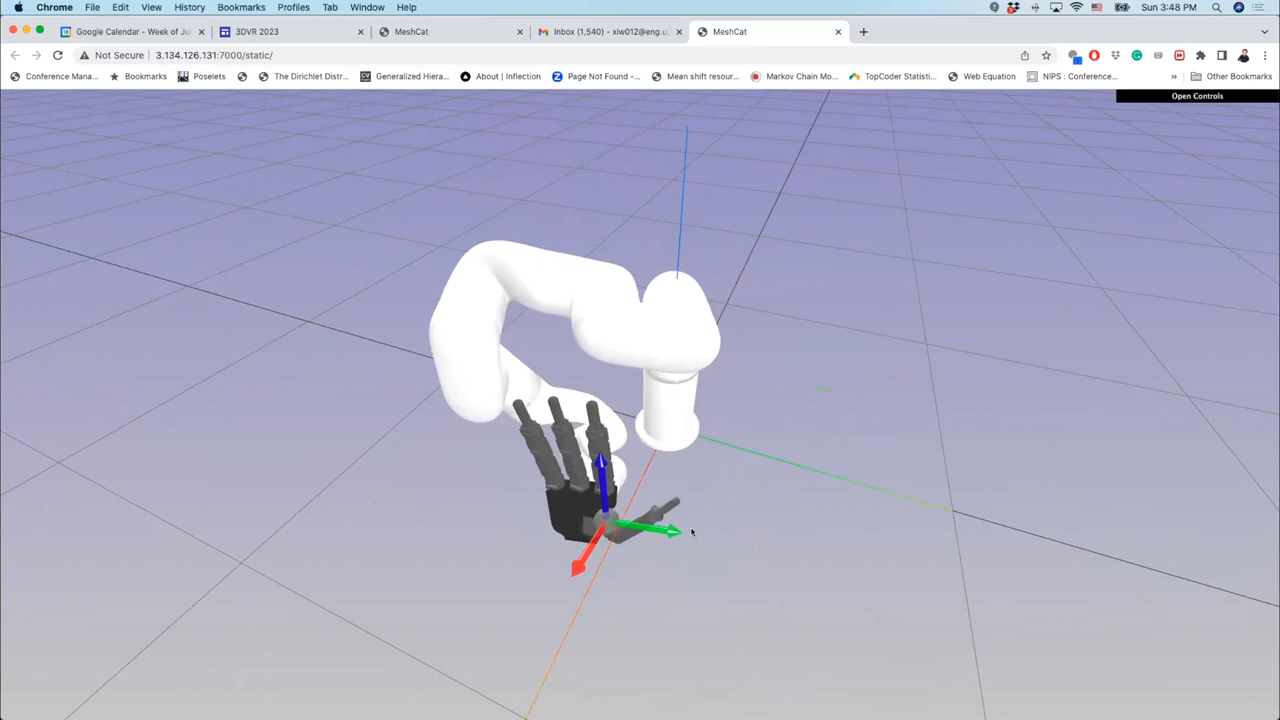 Chrome File Edit View History Bookmarks Profiles Tab Window Help Sun 3:48 PM
Google Calendar - Week of Ju 3DVR 2023 MeshCat Inbox (1,540) - xiw012@eng.u MeshCat
Not Secure 3.134.126.131:7000/static/
Conference Mana... Bookmarks Poselets The Dirichlet District... Generalized Hiera... About | Inflection Page Not Found -... Mean shift resour... Markov Chain Mo... TopCoder Statisti... Web Equation NIPS : Conference... » Other Bookmarks
Open Controls